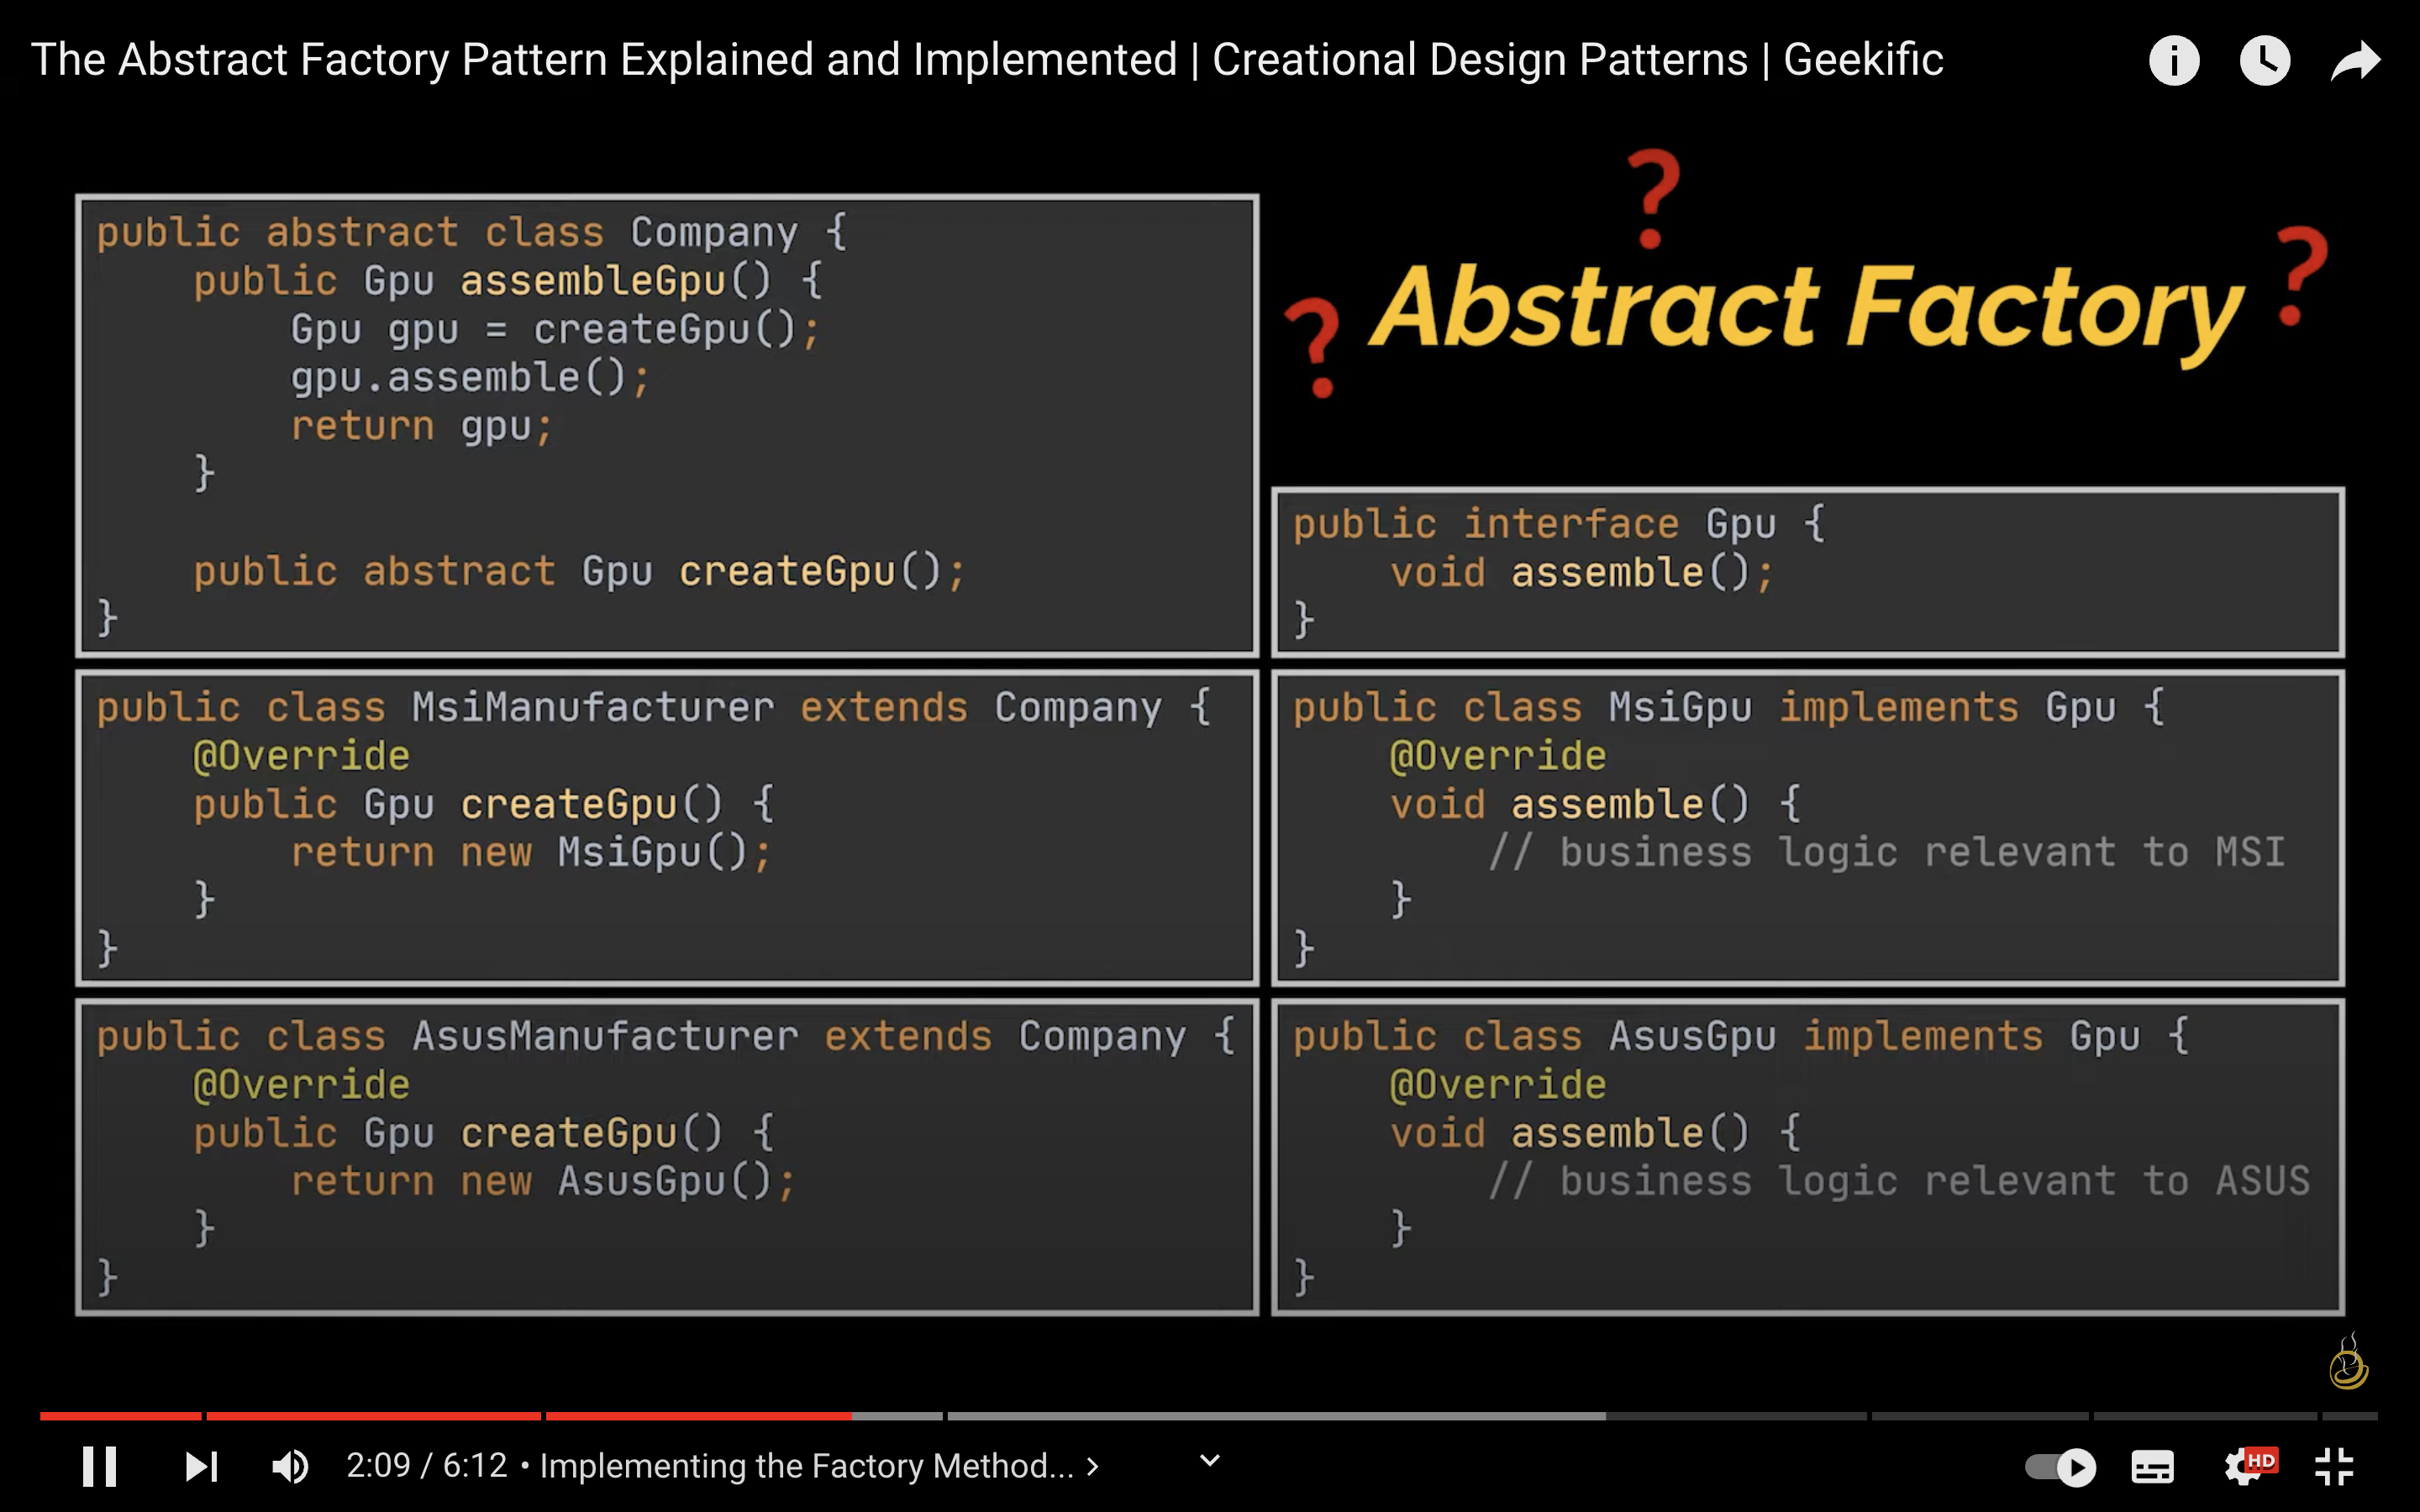 The Abstract Factory Pattern Explained and Implemented | Creational Design Patterns | Geekific
? Abstract Factory ? ?
public abstract class Company {
public Gpu assembleGpu() {
Gpu gpu = createGpu();
gpu.assemble();
return gpu;
}
public abstract Gpu createGpu();
}
public interface Gpu {
void assemble();
}
public class MsiManufacturer extends Company {
@Override
public Gpu createGpu() {
return new MsiGpu();
}
}
public class MsiGpu implements Gpu {
@Override
void assemble() {
// business logic relevant to MSI
}
}
public class AsusManufacturer extends Company {
@Override
public Gpu createGpu() {
return new AsusGpu();
}
}
public class AsusGpu implements Gpu {
@Override
void assemble() {
// business logic relevant to ASUS
}
}
2:09 / 6:12 • Implementing the Factory Method... >
HD